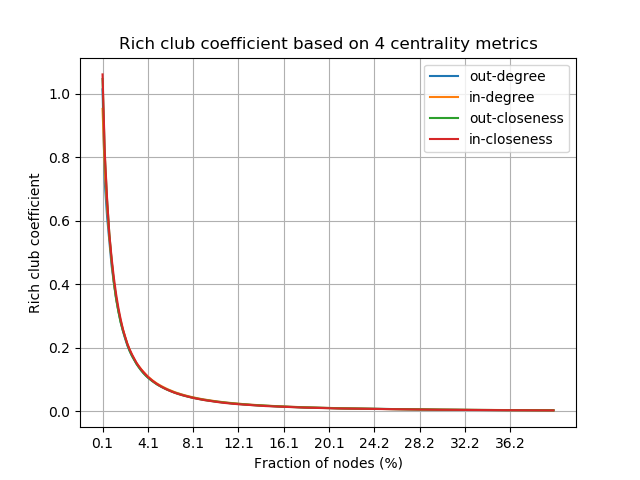 Rich club coefficient based on 4 centrality metrics
out-degree
in-degree
out-closeness
in-closeness
Rich club coefficient
1.0
0.8
0.6
0.4
0.2
0.0
0.1 4.1 8.1 12.1 16.1 20.1 24.2 28.2 32.2 36.2
Fraction of nodes (%)